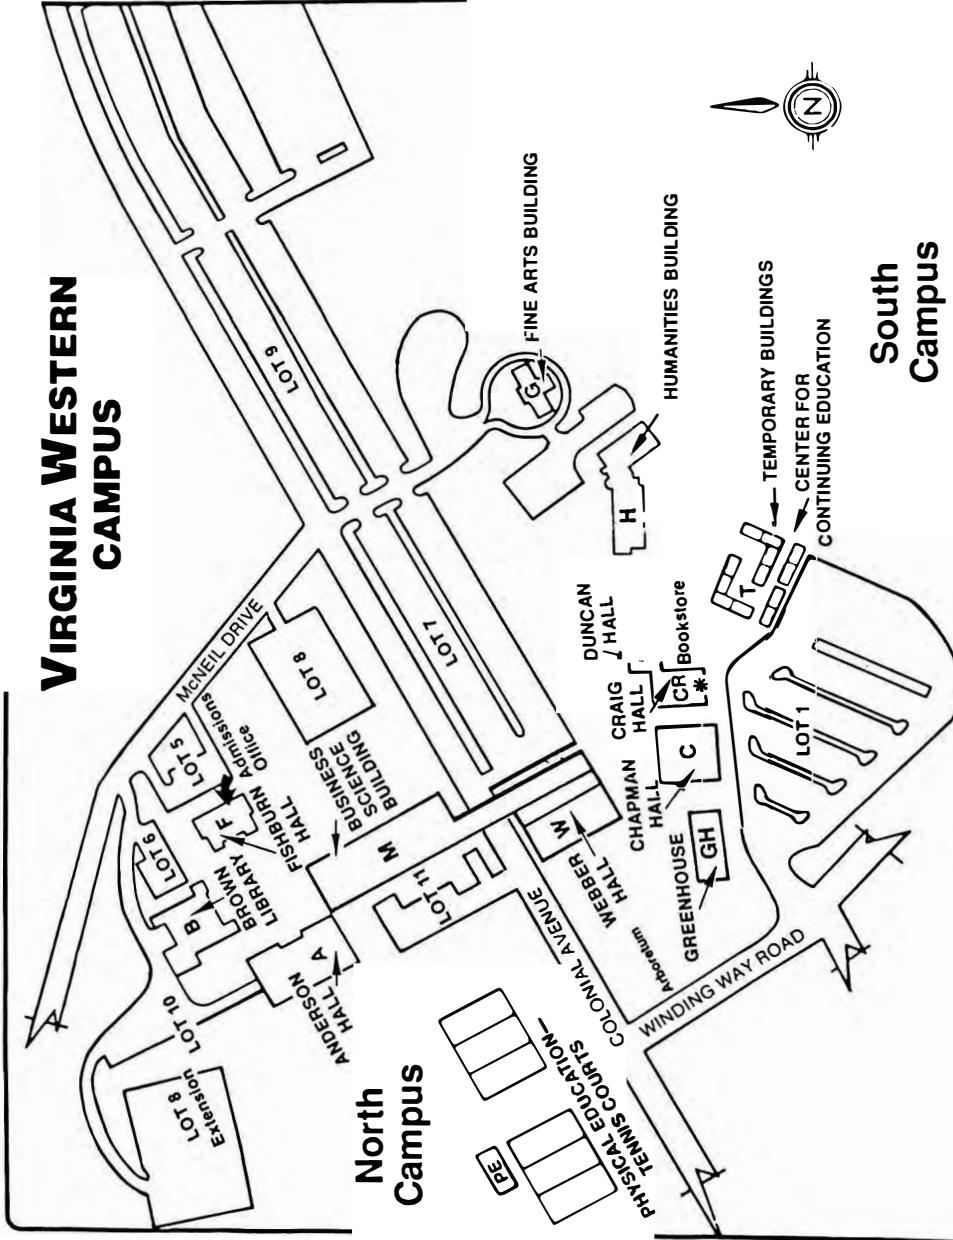 VIRGINIA WESTERN
CAMPUS
McNEIL DRIVE
LOT 9
LOT 7
LOT 8
LOT 5
Admissions
Office
F
FISHBURN
HALL
LOT 6
B
BROWN
LIBRARY
BUSINESS
SCIENCE
BUILDING
M
LOT 11
A
ANDERSON
HALL
LOT 10
LOT 8
Extension
North
Campus
PE
PHYSICAL EDUCATION—
TENNIS COURTS
COLONIAL AVENUE
WINDING WAY ROAD
Arboretum
W
WEBBER
HALL
GREENHOUSE
GH
CHAPMAN
HALL
C
CRAIG
HALL
CR
*
Bookstore
DUNCAN
HALL
H
HUMANITIES BUILDING
G
FINE ARTS BUILDING
T
TEMPORARY BUILDINGS
CENTER FOR
CONTINUING EDUCATION
LOT 1
South
Campus
N